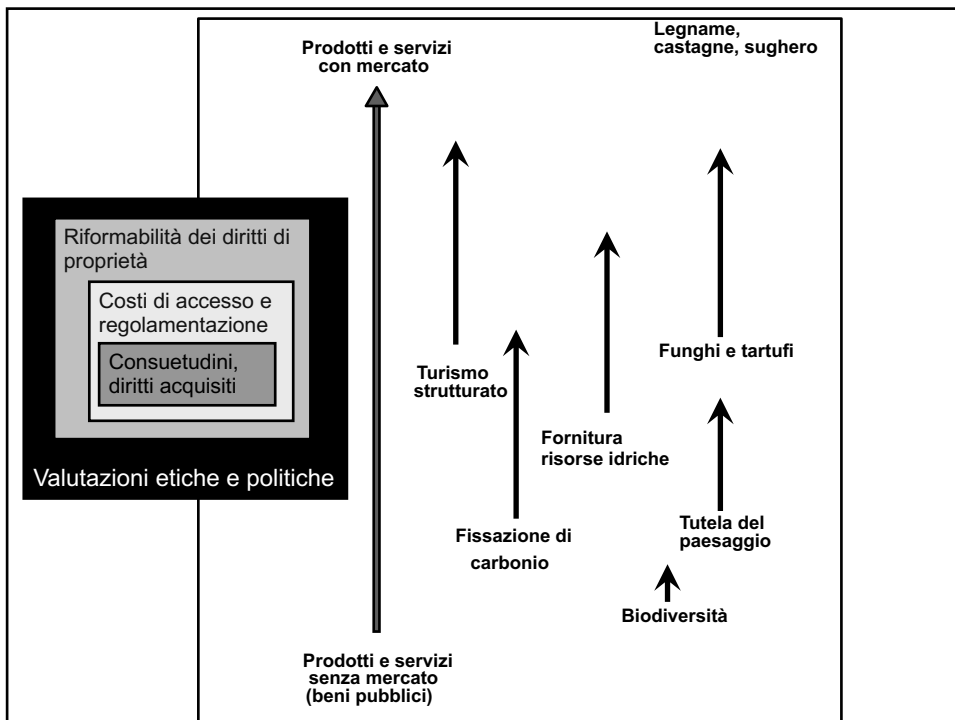 Prodotti e servizi
con mercato
Legname,
castagne, sughero
Riformabilità dei diritti di
proprietà
Costi di accesso e
regolamentazione
Consuetudini,
diritti acquisiti
Valutazioni etiche e politiche
Turismo
strutturato
Funghi e tartufi
Fornitura
risorse idriche
Fissazione di
carbonio
Tutela del
paesaggio
Biodiversità
Prodotti e servizi
senza mercato
(beni pubblici)